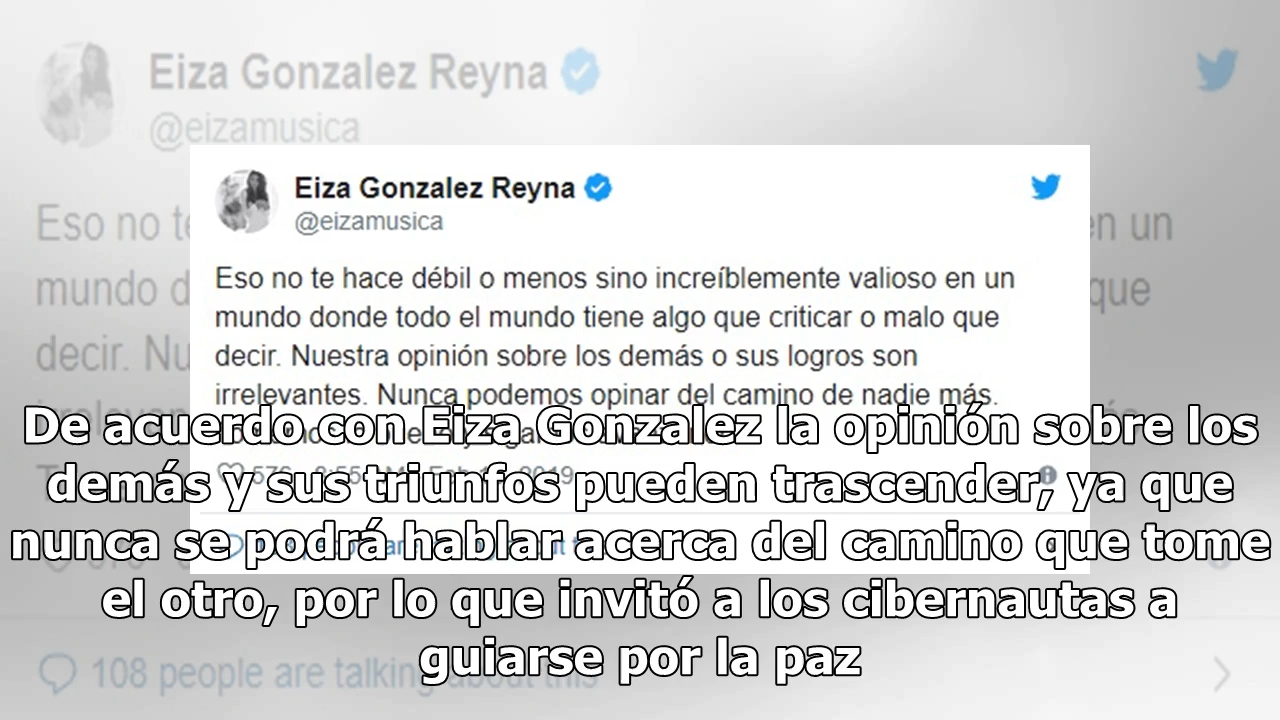 Eiza Gonzalez Reyna
@eizamusica
Eiza Gonzalez Reyna
@eizamusica
Eso no te hace débil o menos sino increíblemente valioso en un
mundo donde todo el mundo tiene algo que criticar o malo que
decir. Nuestra opinión sobre los demás o sus logros son
irrelevantes. Nunca podemos opinar del camino de nadie más.
De acuerdo con Eiza Gonzalez la opinión sobre los
demás y sus triunfos pueden trascender, ya que
nunca se podrá hablar acerca del camino que tome
el otro, por lo que invitó a los cibernautas a
guiarse por la paz
108 people are talking about this